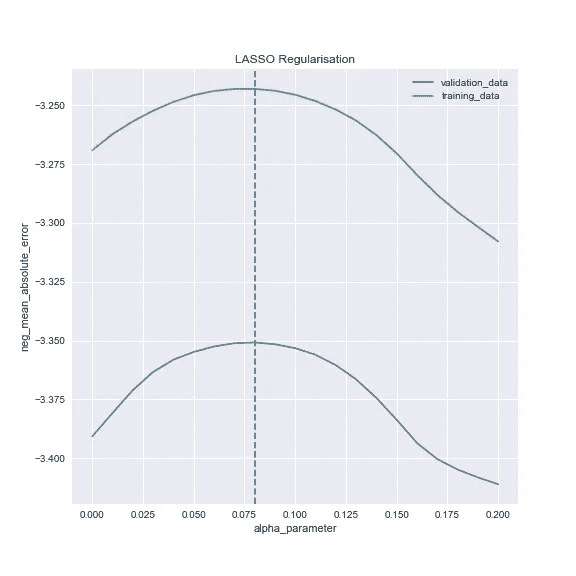 LASSO Regularisation
validation_data
training_data
−3.250
−3.275
−3.300
−3.325
−3.350
−3.375
−3.400
neg_mean_absolute_error
0.000 0.025 0.050 0.075 0.100 0.125 0.150 0.175 0.200
alpha_parameter